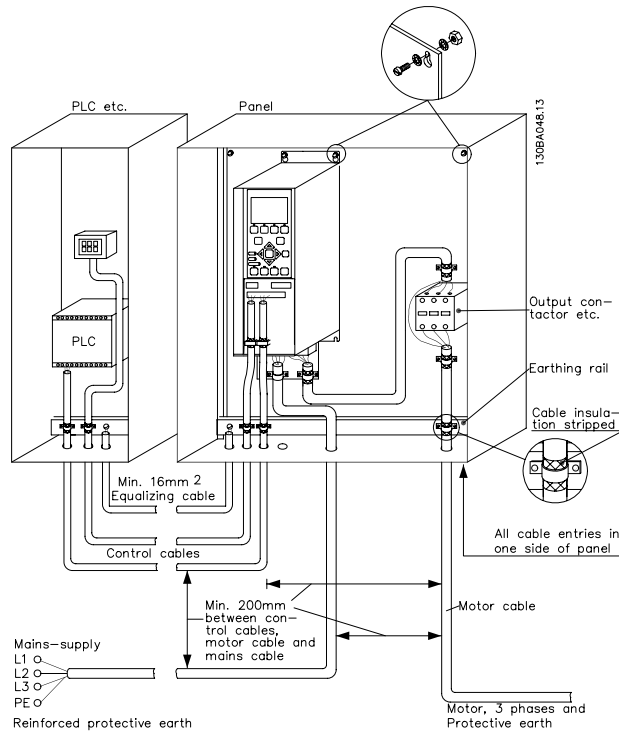 PLC etc.
Panel
130BA048.13
PLC
Output con-
tactor etc.
Earthing rail
Cable insula-
tion stripped
Min. 16mm 2
Equalizing cable
All cable entries in
one side of panel
Control cables
Min. 200mm
between con-
trol cables,
motor cable and
mains cable
Motor cable
Mains-supply
L1
L2
L3
PE
Reinforced protective earth
Motor, 3 phases and
Protective earth